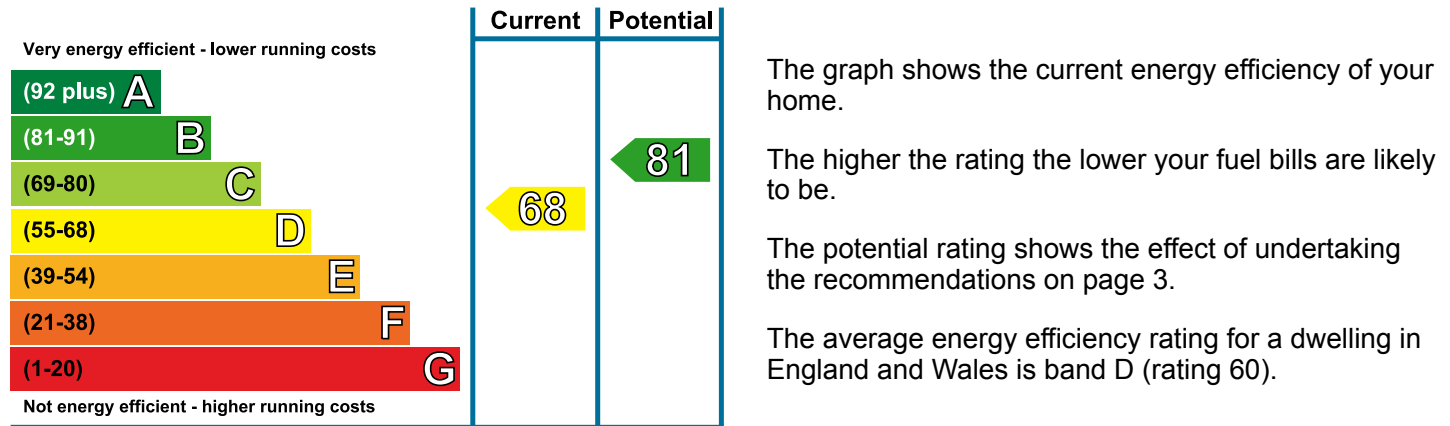 Current Potential
Very energy efficient - lower running costs
(92 plus) A
(81-91) B
(69-80) C
(55-68) D
(39-54) E
(21-38) F
(1-20) G
Not energy efficient - higher running costs
68
81
The graph shows the current energy efficiency of your
home.
The higher the rating the lower your fuel bills are likely
to be.
The potential rating shows the effect of undertaking
the recommendations on page 3.
The average energy efficiency rating for a dwelling in
England and Wales is band D (rating 60).